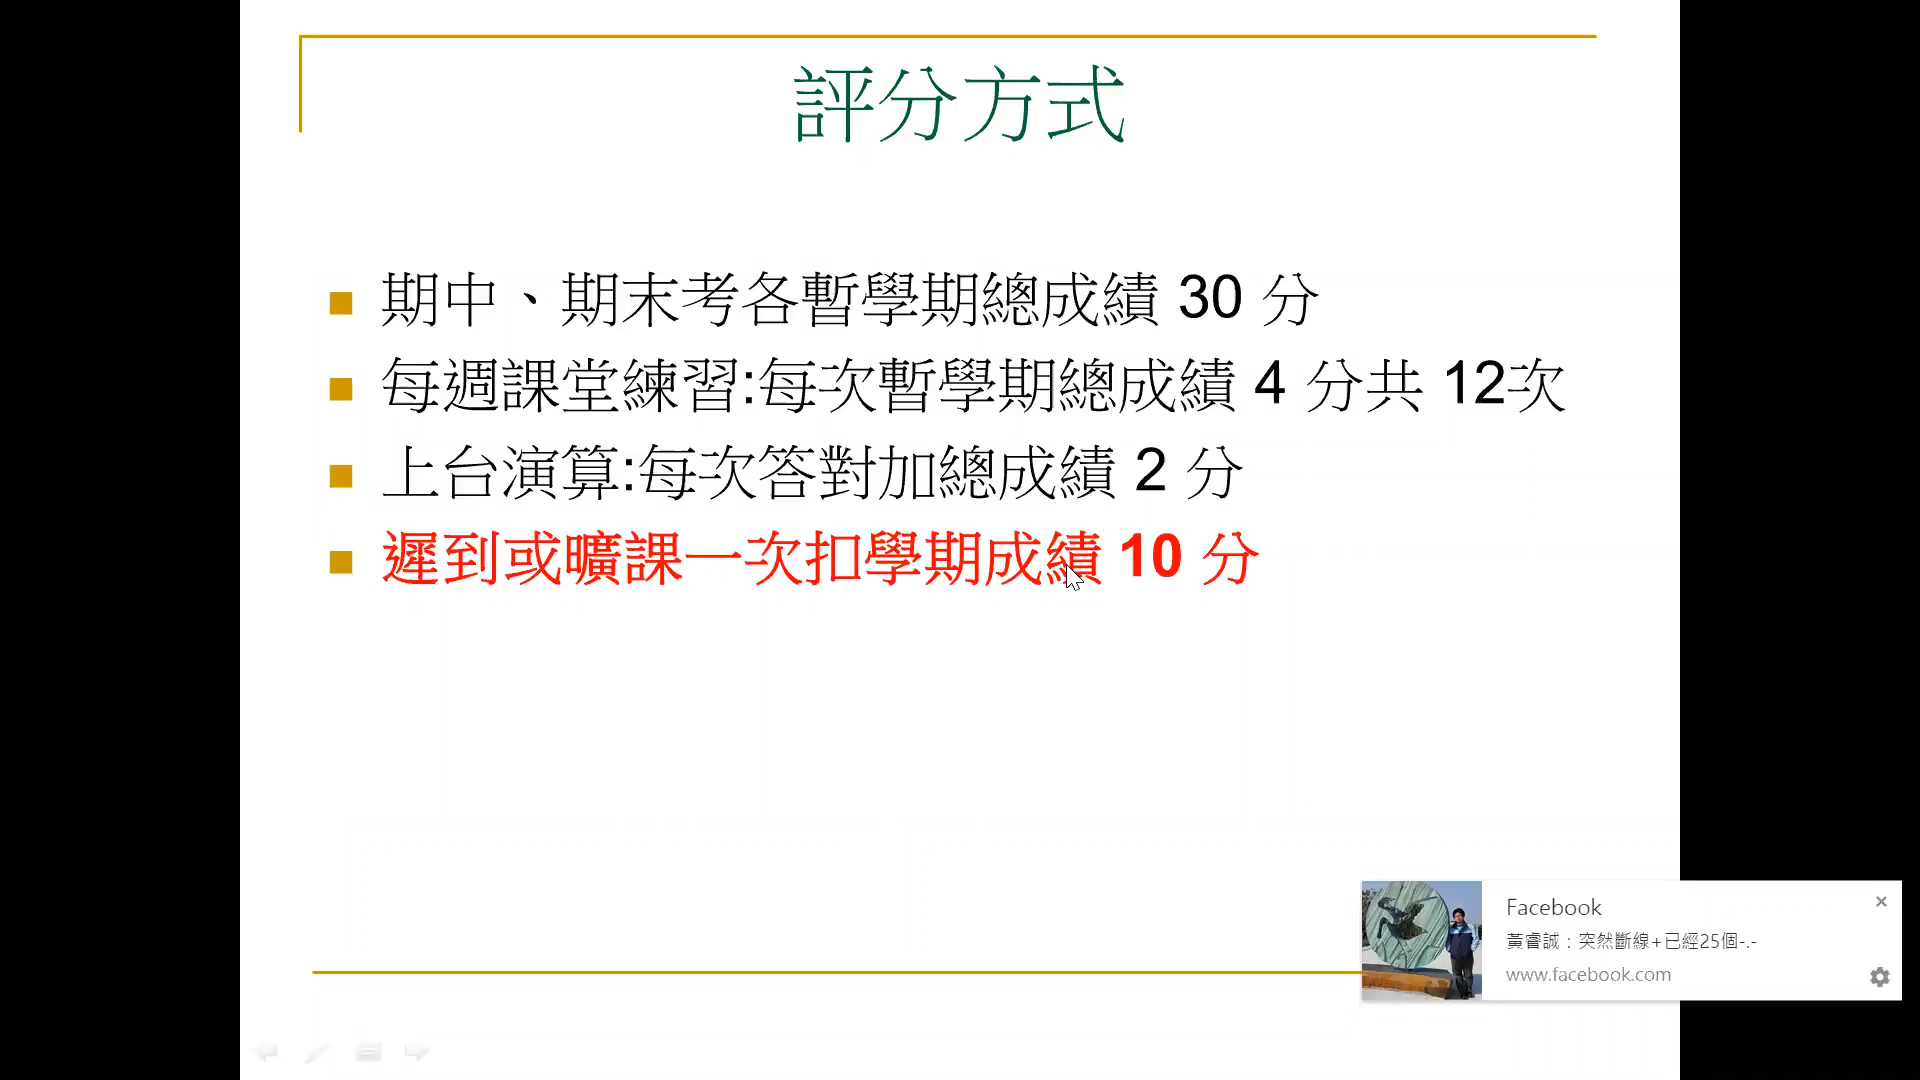 評分方式
期中、期末考各暫學期總成績 30 分
每週課堂練習:每次暫學期總成績 4 分共 12次
上台演算:每次答對加總成績 2 分
遲到或曠課一次扣學期成績 10 分
Facebook
黃睿誠：突然斷線+已經25個-.-
www.facebook.com